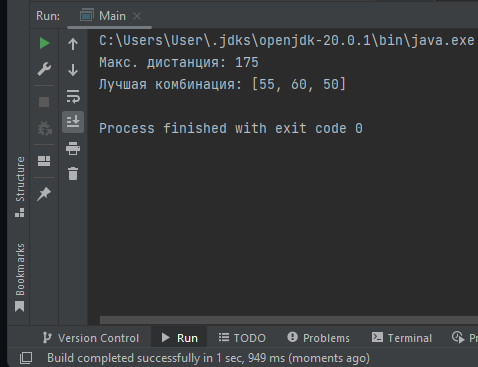 Run: Main
C:\Users\User\.jdks\openjdk-20.0.1\bin\java.exe
Макс. дистанция: 175
Лучшая комбинация: [55, 60, 50]
Process finished with exit code 0
Structure
Bookmarks
Version Control Run TODO Problems Terminal
Build completed successfully in 1 sec, 949 ms (moments ago)